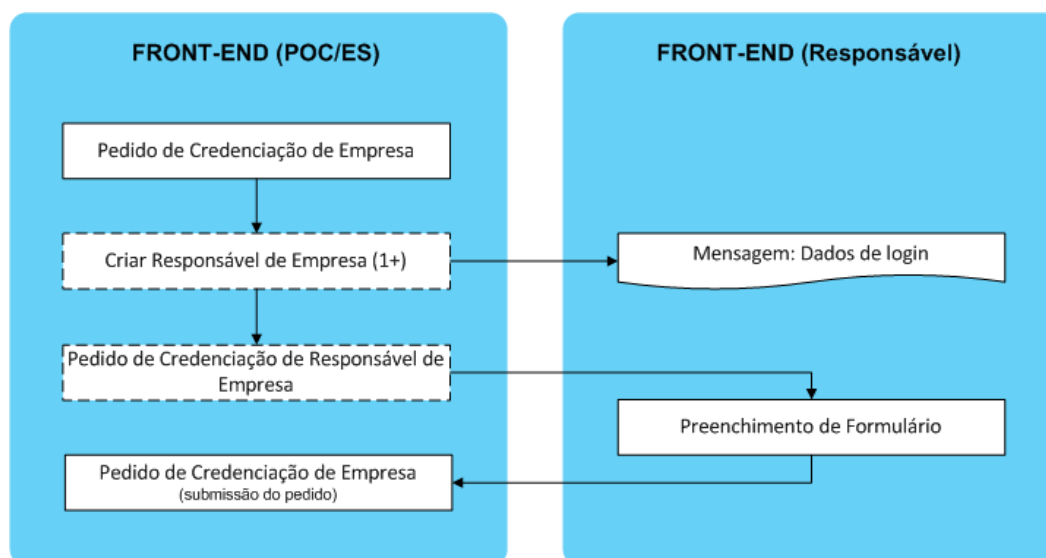 FRONT-END (POC/ES)
Pedido de Credenciação de Empresa
Criar Responsável de Empresa (1+)
Pedido de Credenciação de Responsável de
Empresa
Pedido de Credenciação de Empresa
(submissão do pedido)
FRONT-END (Responsável)
Mensagem: Dados de login
Preenchimento de Formulário